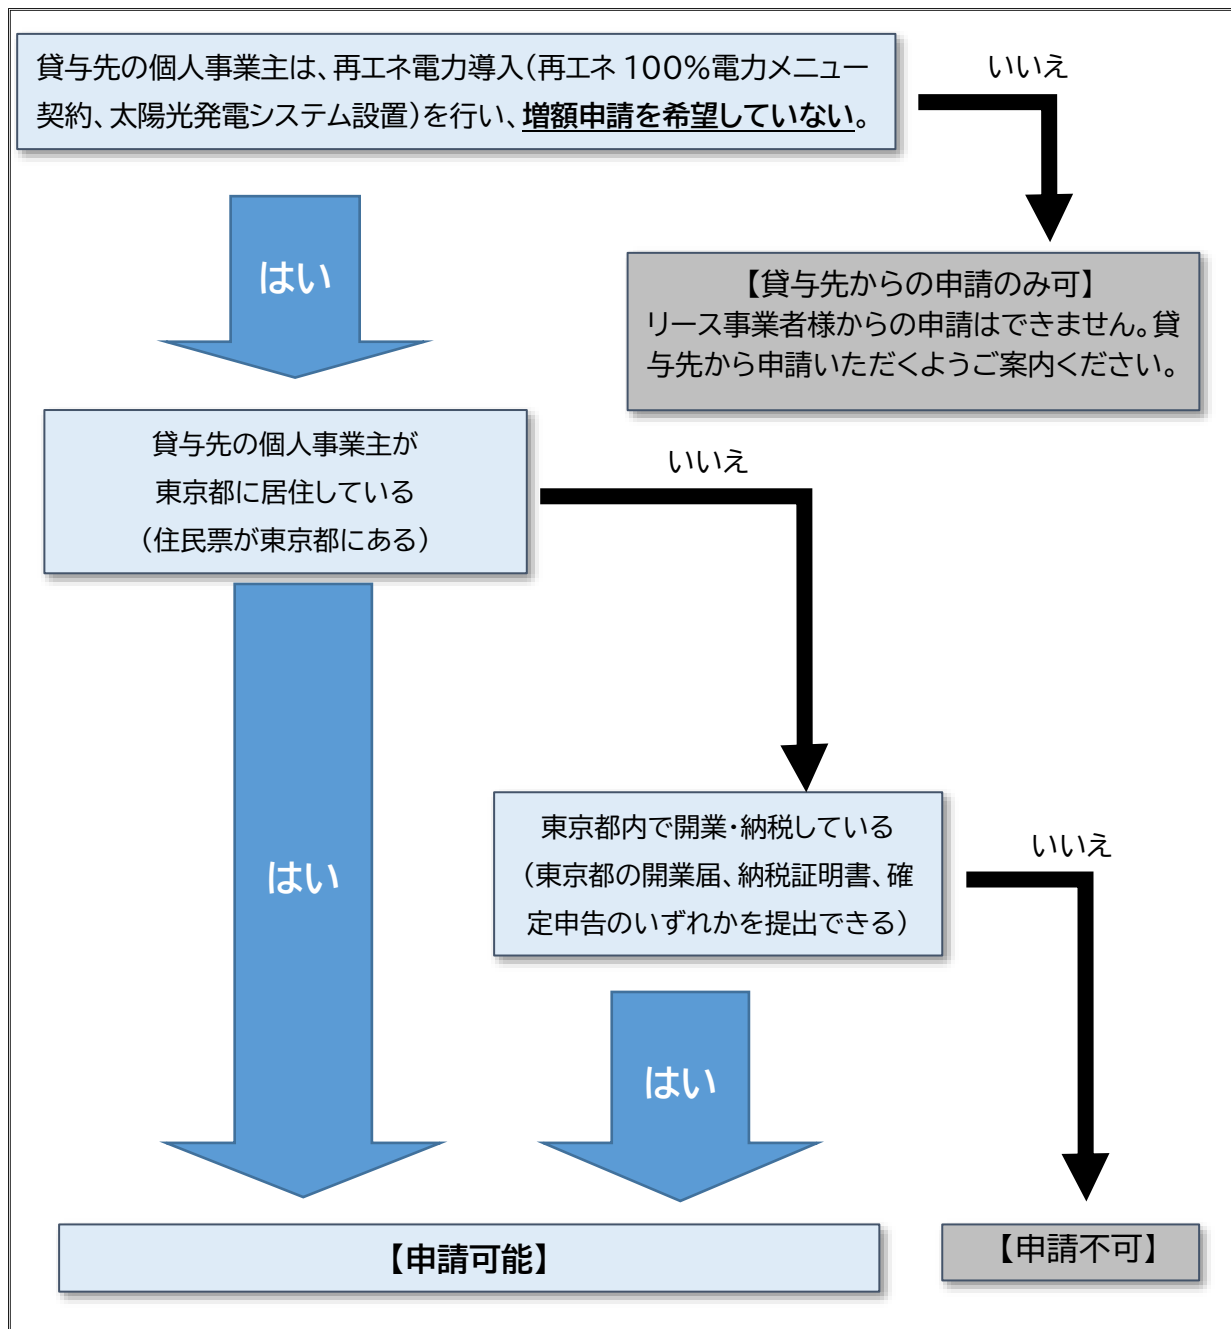 貸与先の個人事業主は、再エネ電力導入(再エネ 100%電力メニュー
契約、太陽光発電システム設置)を行い、増額申請を希望していない。
いいえ
はい
【貸与先からの申請のみ可】
リース事業者様からの申請はできません。貸
与先から申請いただくようご案内ください。
貸与先の個人事業主が
東京都に居住している
(住民票が東京都にある)
いいえ
東京都内で開業・納税している
(東京都の開業届、納税証明書、確
定申告のいずれかを提出できる)
いいえ
はい
はい
【申請可能】
【申請不可】